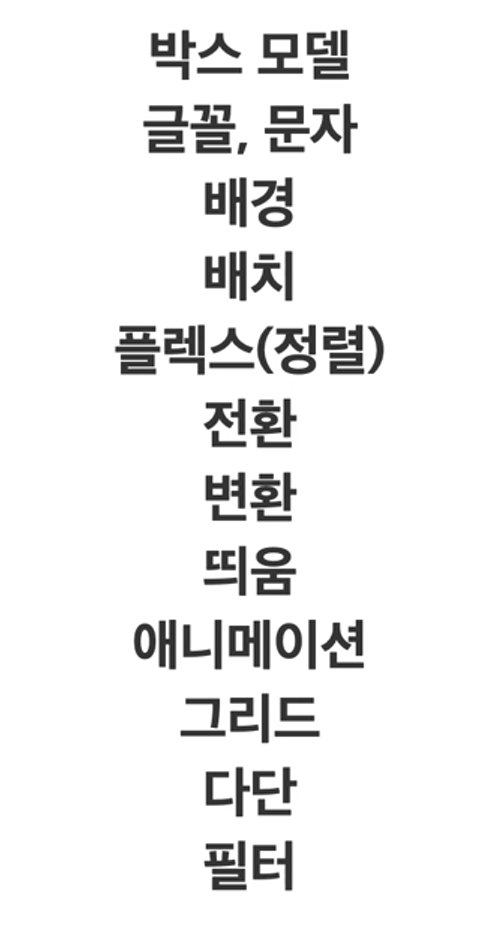 박스 모델
글꼴, 문자
배경
배치
플렉스(정렬)
전환
변환
띄움
애니메이션
그리드
다단
필터